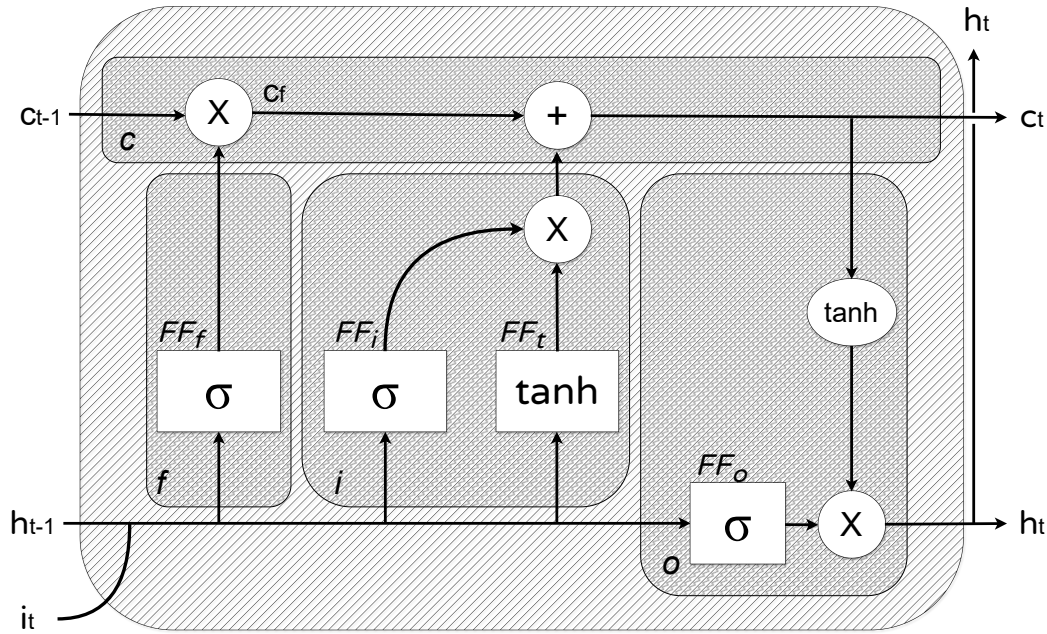 ht
ct-1
X
cf
+
ct
c
X
tanh
FFf
FFi
FFt
σ
σ
tanh
FFo
f
i
ht-1
σ
X
ht
o
it